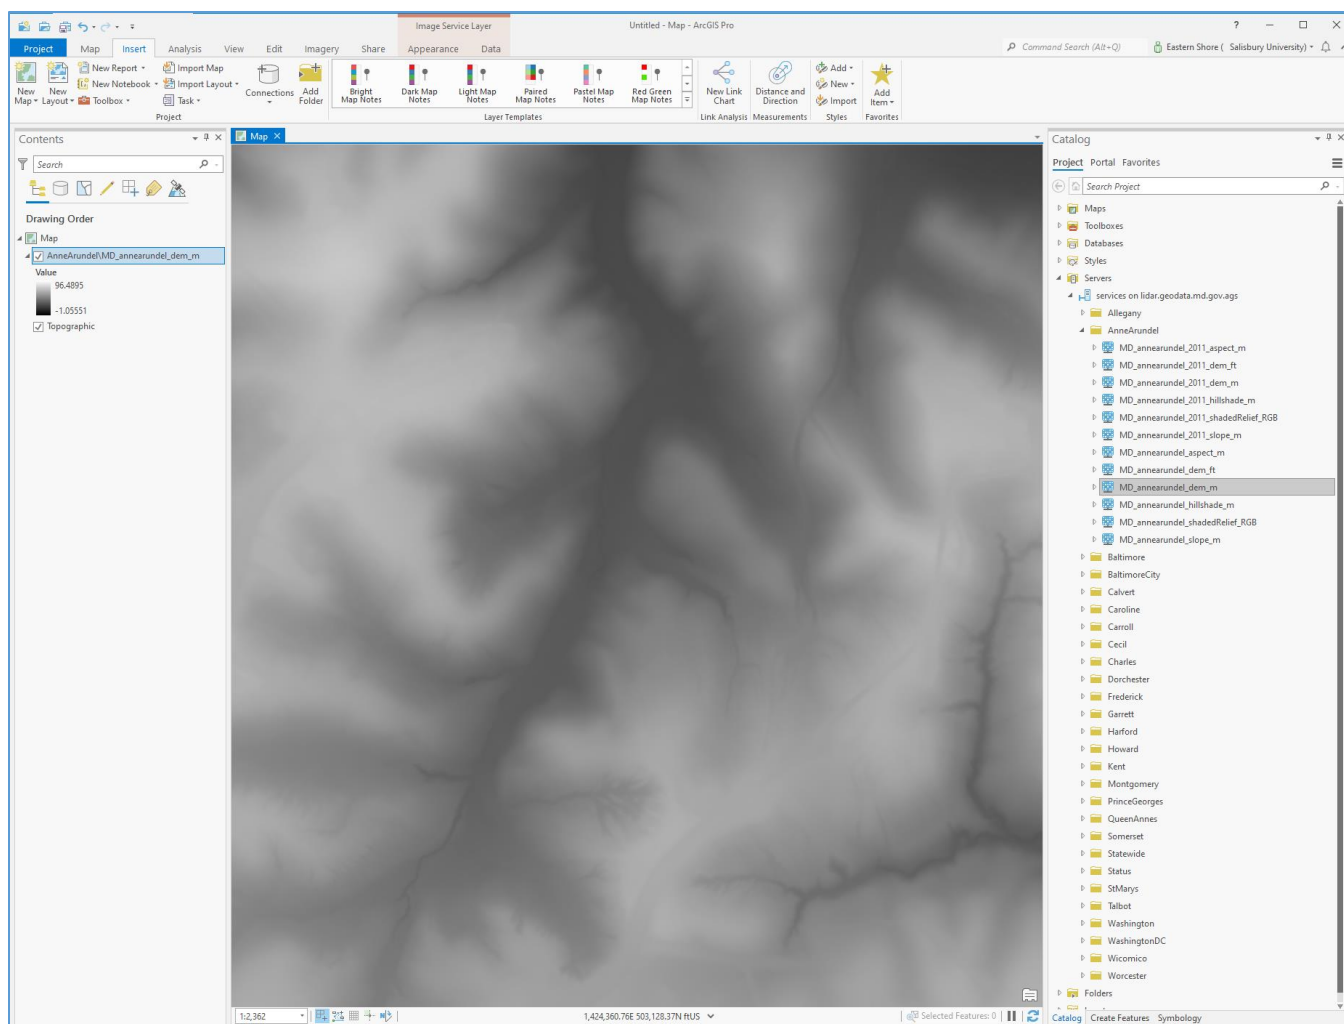 Image Service Layer
Untitled - Map - ArcGIS Pro
?
Project Map Insert Analysis View Edit Imagery Share Appearance Data
Command Search (Alt+Q)
Eastern Shore ( Salisbury University)
New Map
New Layout
New Report
New Notebook
Toolbox
Import Map
Import Layout
Task
Connections
Add Folder
Project
Bright Map Notes
Dark Map Notes
Light Map Notes
Paired Map Notes
Pastel Map Notes
Red Green Map Notes
Layer Templates
New Link Chart
Link Analysis
Distance and Direction
Measurements
Add
New
Import
Styles
Add Item
Favorites
Contents
Search
Drawing Order
Map
AnneArundel\MD_annearundel_dem_m
Value
96.4895
-1.05551
Topographic
Map
1:2,362
1,424,360.76E 503,128.37N ftUS
Selected Features: 0
Catalog
Project Portal Favorites
Search Project
Maps
Toolboxes
Databases
Styles
Servers
services on lidar.geodata.md.gov.ags
Allegany
AnneArundel
MD_annearundel_2011_aspect_m
MD_annearundel_2011_dem_ft
MD_annearundel_2011_dem_m
MD_annearundel_2011_hillshade_m
MD_annearundel_2011_shadedRelief_RGB
MD_annearundel_2011_slope_m
MD_annearundel_aspect_m
MD_annearundel_dem_ft
MD_annearundel_dem_m
MD_annearundel_hillshade_m
MD_annearundel_shadedRelief_RGB
MD_annearundel_slope_m
Baltimore
BaltimoreCity
Calvert
Caroline
Carroll
Cecil
Charles
Dorchester
Frederick
Garrett
Harford
Howard
Kent
Montgomery
PrinceGeorges
QueenAnnes
Somerset
Statewide
Status
StMarys
Talbot
Washington
WashingtonDC
Wicomico
Worcester
Folders
Catalog Create Features Symbology